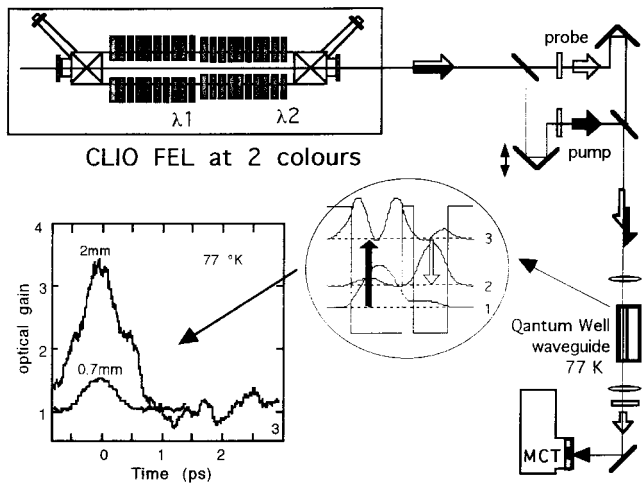 λ1
λ2
CLIO FEL at 2 colours
probe
pump
3
2
1
Qantum Well
waveguide
77 K
MCT
optical gain
4
3
2
1
2mm
0.7mm
77 °K
0
1
2
3
Time (ps)